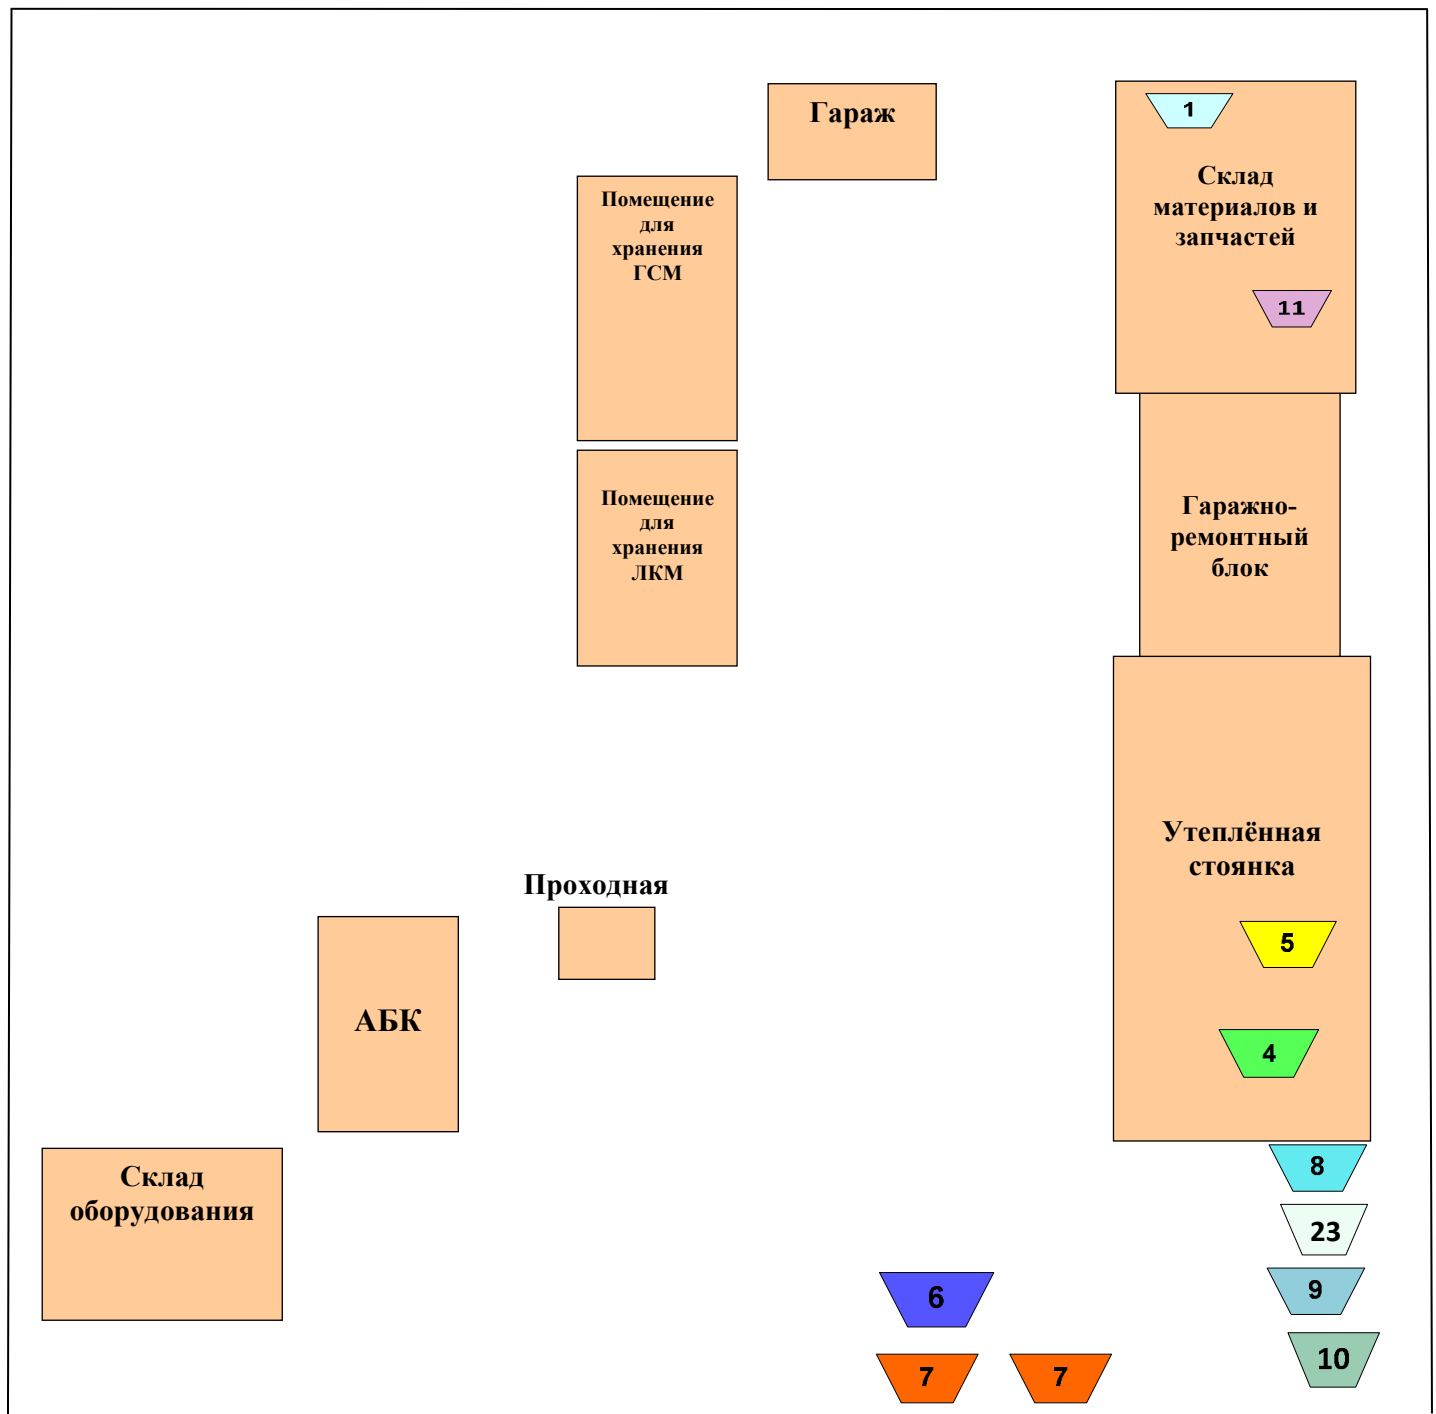 Гараж
1
Склад
материалов и
запчастей
Помещение
для
хранения
ГСМ
11
Помещение
для
хранения
ЛКМ
Гаражно-
ремонтный
блок
Утеплённая
стоянка
Проходная
5
АБК
4
Склад
оборудования
8
23
9
6
10
7
7